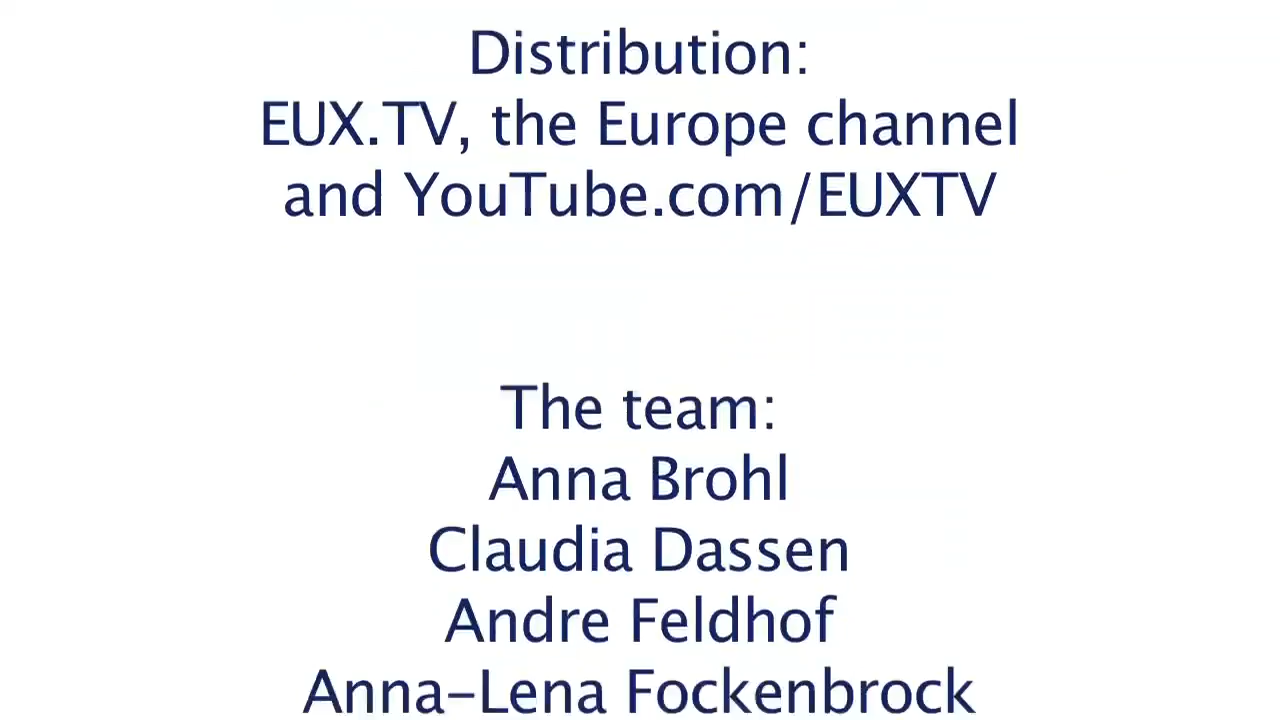 Distribution:
EUX.TV, the Europe channel
and YouTube.com/EUXTV
The team:
Anna Brohl
Claudia Dassen
Andre Feldhof
Anna-Lena Fockenbrock